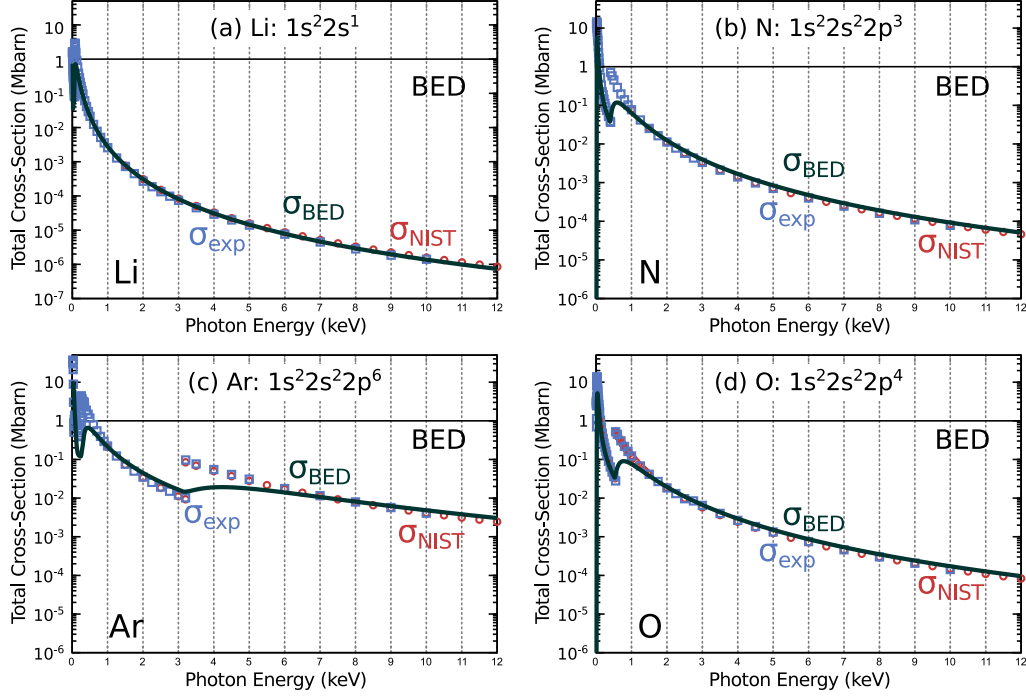 (a) Li: 1s²2s¹
BED
σBED
σexp
σNIST
Li
Total Cross-Section (Mbarn)
10
1
10⁻¹
10⁻²
10⁻³
10⁻⁴
10⁻⁵
10⁻⁶
10⁻⁷
0 1 2 3 4 5 6 7 8 9 10 11 12
Photon Energy (keV)
(b) N: 1s²2s²2p³
BED
σBED
σexp
σNIST
N
Total Cross-Section (Mbarn)
10
1
10⁻¹
10⁻²
10⁻³
10⁻⁴
10⁻⁵
10⁻⁶
0 1 2 3 4 5 6 7 8 9 10 11 12
Photon Energy (keV)
(c) Ar: 1s²2s²2p⁶
BED
σBED
σexp
σNIST
Ar
Total Cross-Section (Mbarn)
10
1
10⁻¹
10⁻²
10⁻³
10⁻⁴
10⁻⁵
10⁻⁶
0 1 2 3 4 5 6 7 8 9 10 11 12
Photon Energy (keV)
(d) O: 1s²2s²2p⁴
BED
σBED
σexp
σNIST
O
Total Cross-Section (Mbarn)
10
1
10⁻¹
10⁻²
10⁻³
10⁻⁴
10⁻⁵
10⁻⁶
0 1 2 3 4 5 6 7 8 9 10 11 12
Photon Energy (keV)